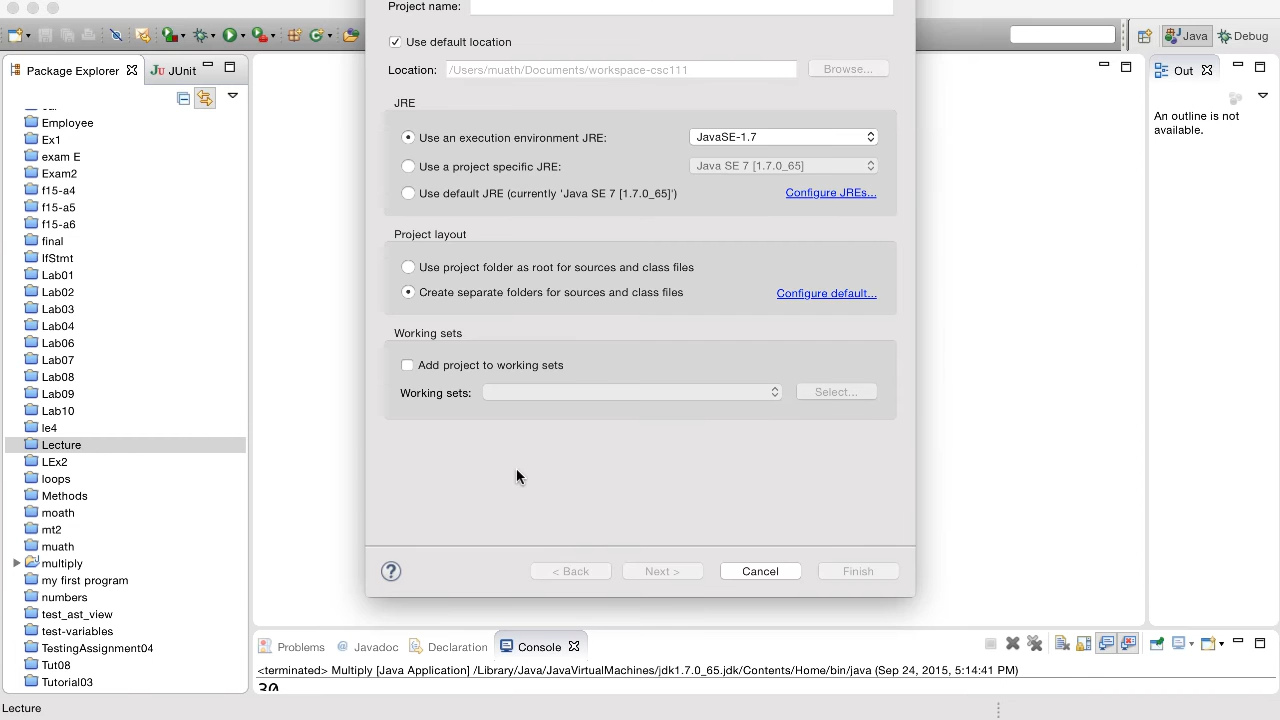 Project name:
Java
Debug
Use default location
Package Explorer
JUnit
Out
Location:
/Users/muath/Documents/workspace-csc111
Browse...
JRE
An outline is not
available.
Employee
Ex1
Use an execution environment JRE:
JavaSE-1.7
exam E
Use a project specific JRE:
Java SE 7 [1.7.0_65]
Exam2
f15-a4
Use default JRE (currently 'Java SE 7 [1.7.0_65]')
Configure JREs...
f15-a5
f15-a6
final
Project layout
IfStmt
Use project folder as root for sources and class files
Lab01
Lab02
Create separate folders for sources and class files
Configure default...
Lab03
Lab04
Working sets
Lab06
Lab07
Add project to working sets
Lab08
Lab09
Working sets:
Select...
Lab10
le4
Lecture
LEx2
loops
Methods
moath
mt2
muath
multiply
?
< Back
Next >
Cancel
Finish
my first program
numbers
test_ast_view
test-variables
TestingAssignment04
Problems
@ Javadoc
Declaration
Console
Tut08
<terminated> Multiply [Java Application] /Library/Java/JavaVirtualMachines/jdk1.7.0_65.jdk/Contents/Home/bin/java (Sep 24, 2015, 5:14:41 PM)
Tutorial03
30
Lecture